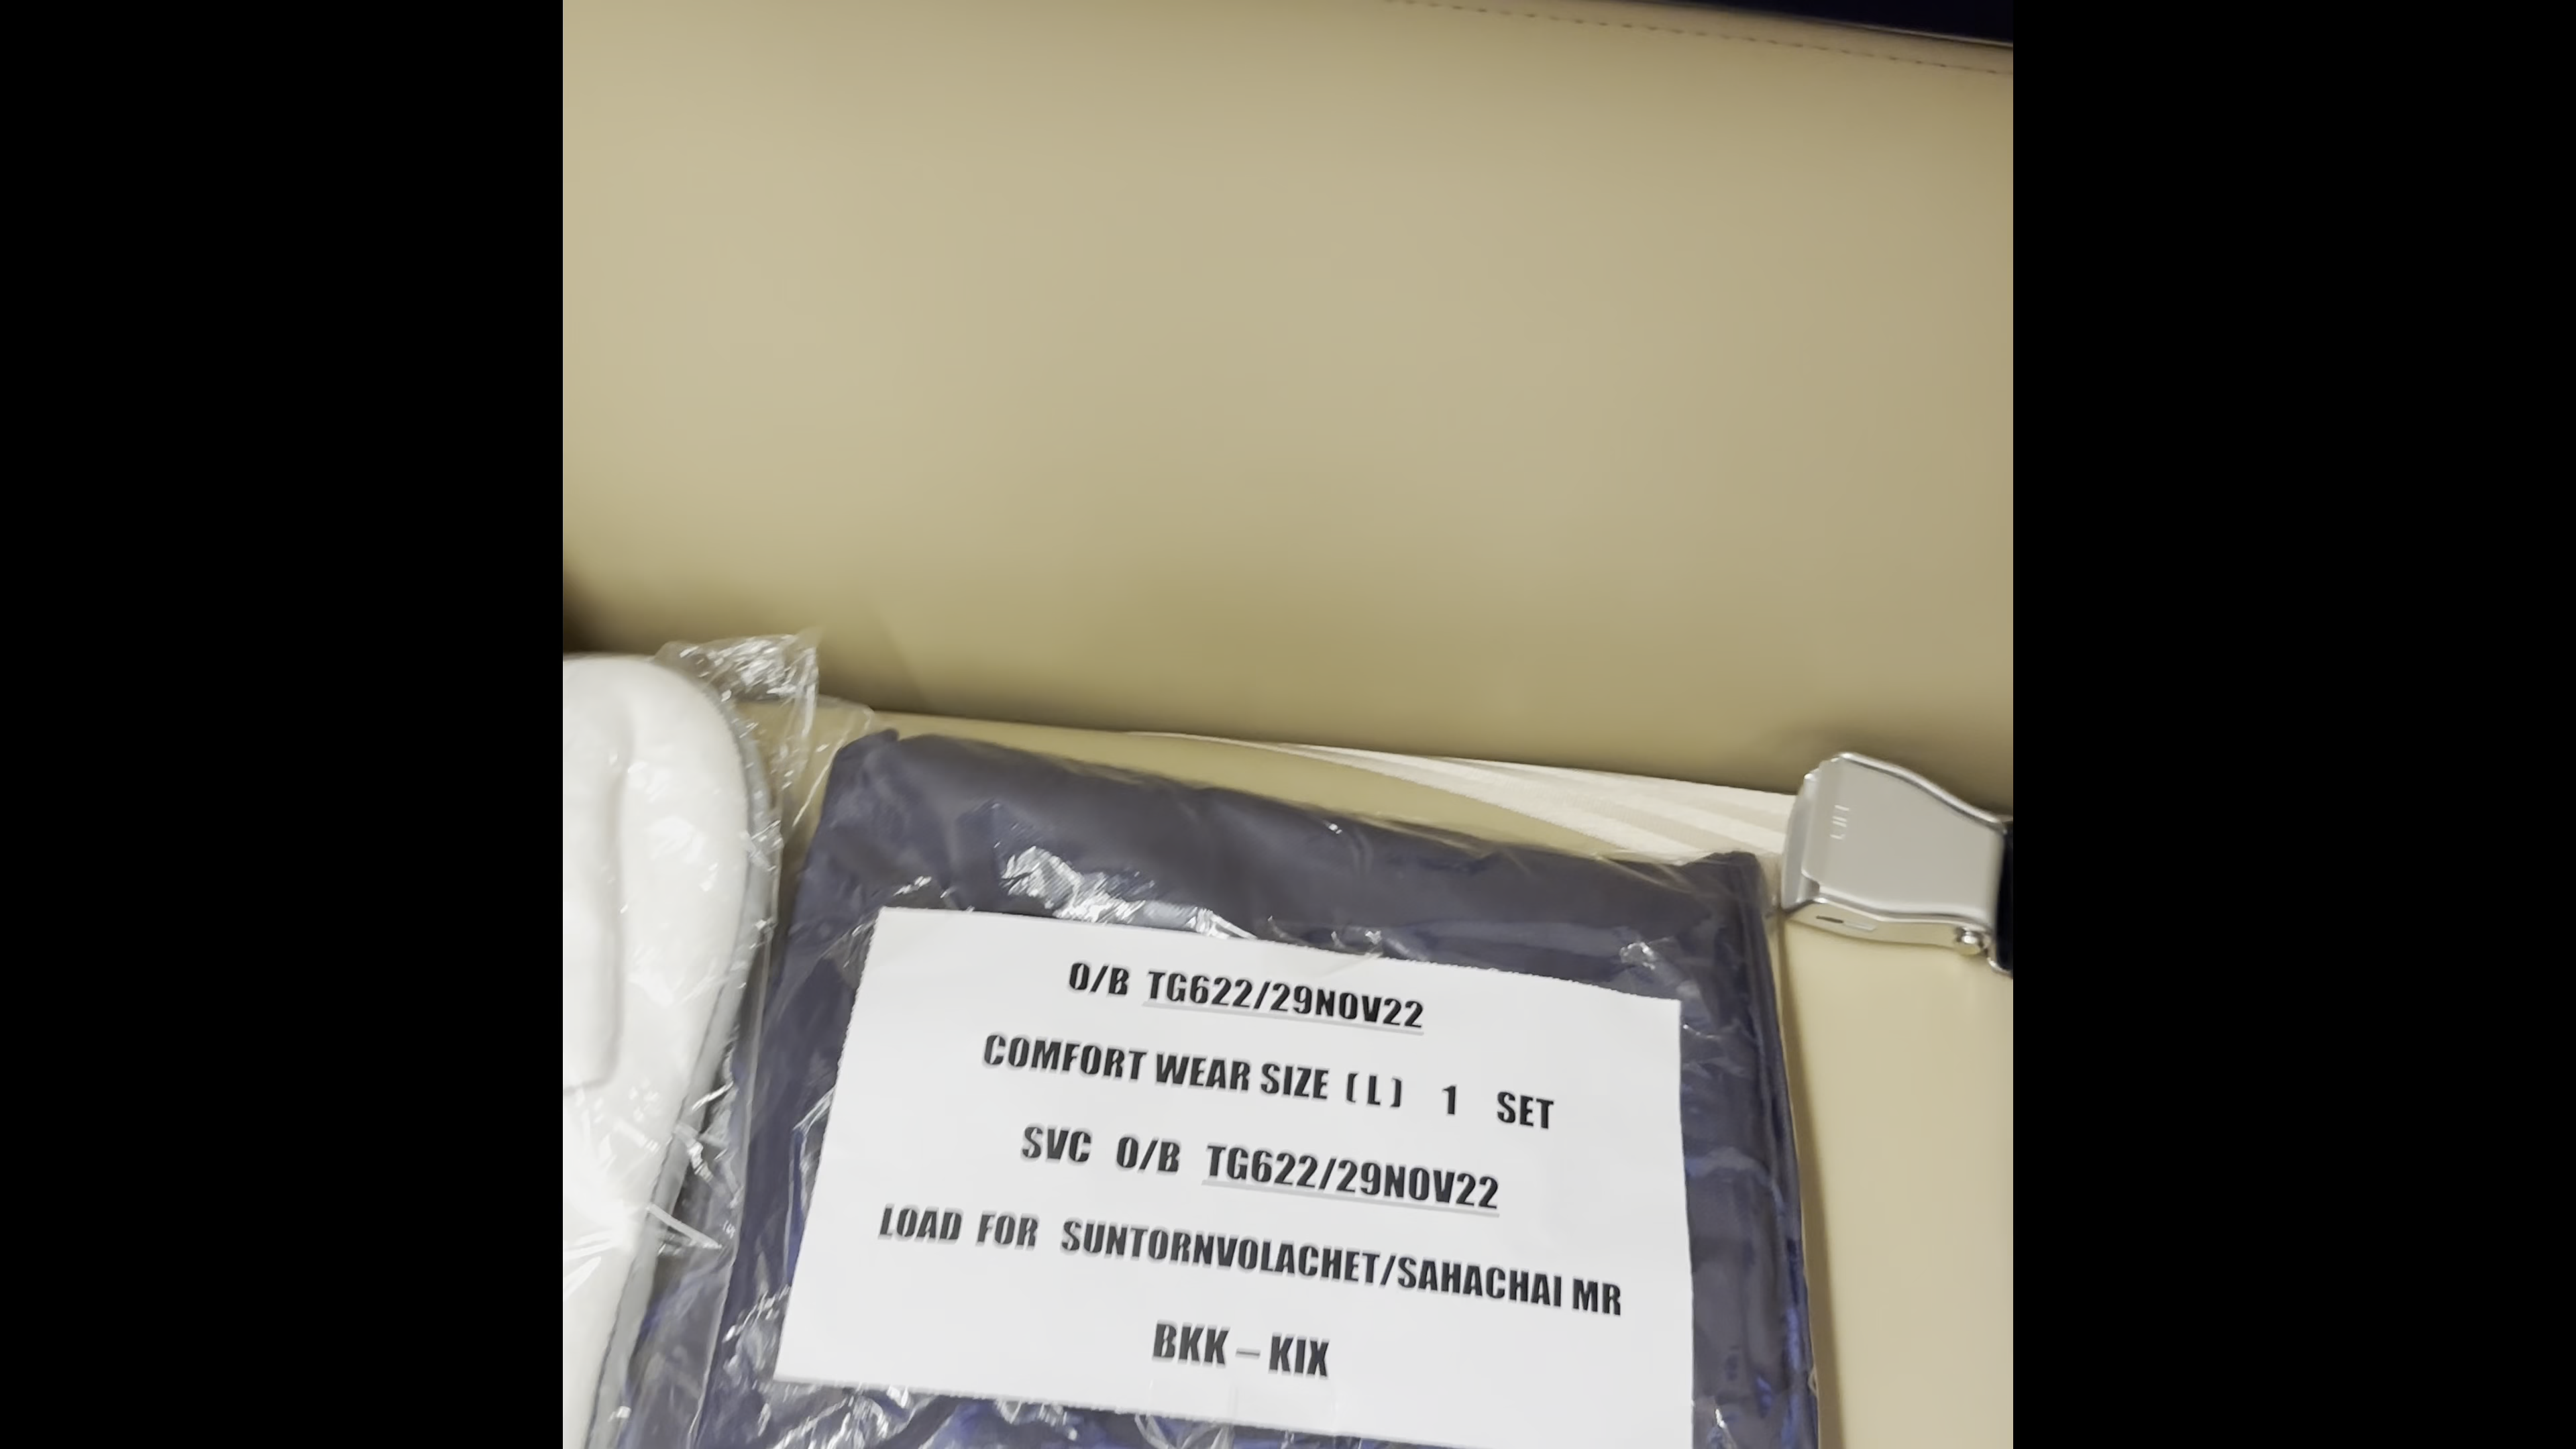 O/B TG622/29NOV22
COMFORT WEAR SIZE ( L ) 1 SET
SVC O/B TG622/29NOV22
LOAD FOR SUNTORNVOLACHET/SAHACHAI MR
BKK – KIX